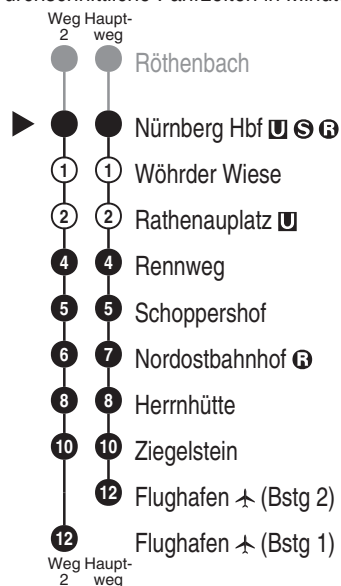 Weg Haupt-
2 weg
Röthenbach
Nürnberg Hbf U S R
1 1 Wöhrder Wiese
2 2 Rathenauplatz U
4 4 Rennweg
5 5 Schoppershof
6 7 Nordostbahnhof R
8 8 Herrnhütte
10 10 Ziegelstein
12 Flughafen (Bstg 2)
12 Flughafen (Bstg 1)
Weg Haupt-
2 weg